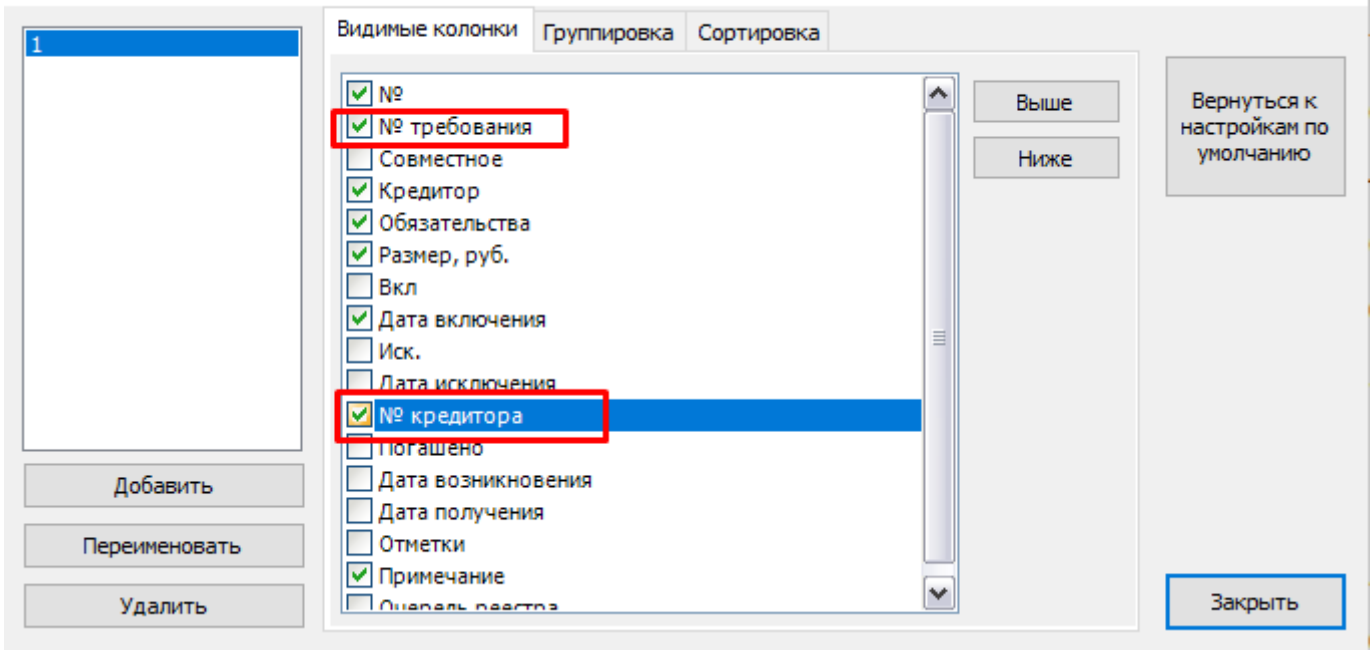 1
Добавить
Переименовать
Удалить
Видимые колонки
Группировка
Сортировка
№
№ требования
Совместное
Кредитор
Обязательства
Размер, руб.
Вкл
Дата включения
Иск.
Дата исключения
№ кредитора
Погашено
Дата возникновения
Дата получения
Отметки
Примечание
Очередь реестра
Выше
Ниже
Вернуться к
настройкам по
умолчанию
Закрыть